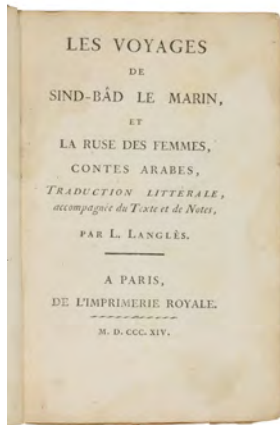 LES VOYAGES
DE
SIND-BÂD LE MARIN,
ET
LA RUSE DES FEMMES,
CONTES ARABES,
TRADUCTION LITTÉRALE,
accompagnée du Texte et de Notes,
PAR L. LANGLÈS.
A PARIS,
DE L'IMPRIMERIE ROYALE.
M. D. CCC. XIV.